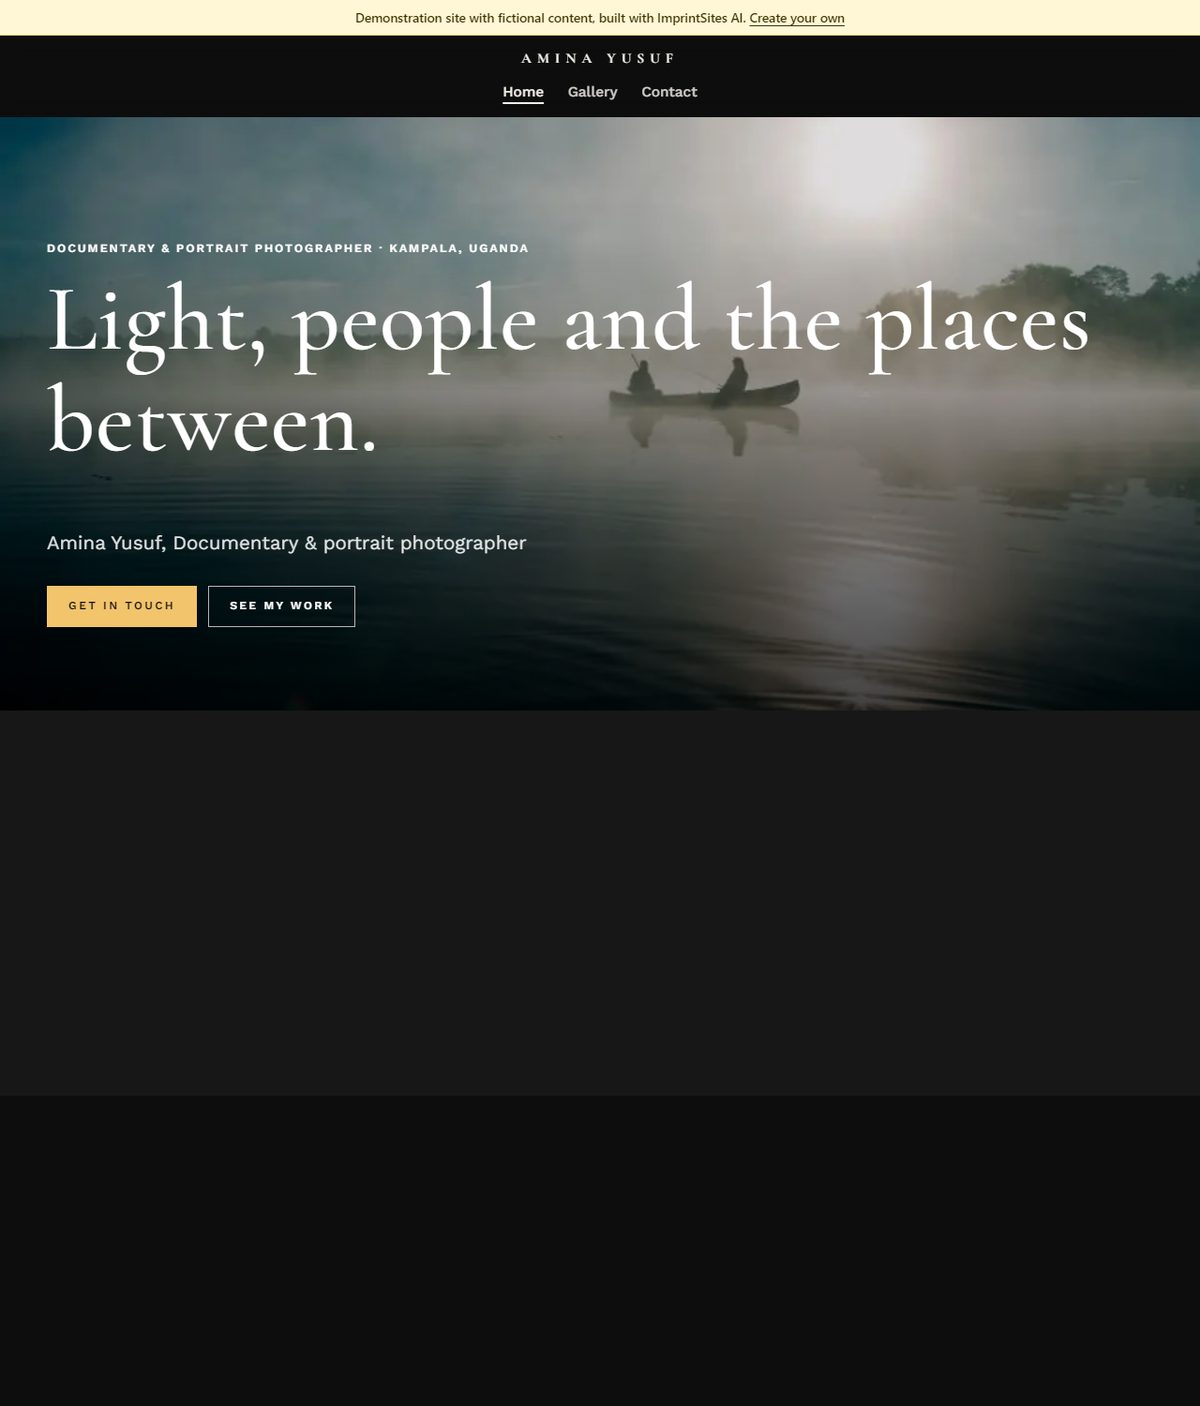 Demonstration site with fictional content, built with ImprintSites AI. Create your own
AMINA YUSUF
Home Gallery Contact
DOCUMENTARY & PORTRAIT PHOTOGRAPHER · KAMPALA, UGANDA
Light, people and the places
between.
Amina Yusuf, Documentary & portrait photographer
GET IN TOUCH SEE MY WORK